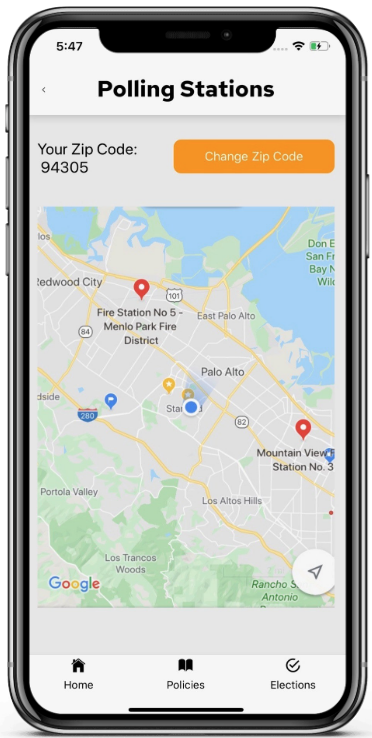 5:47
Polling Stations
Your Zip Code:
94305
Change Zip Code
los
Don E
San Fr
Bay N
Wild
Redwood City
101
Fire Station No 5 -
Menlo Park Fire
District
East Palo Alto
84
Palo Alto
dside
280
82
Mountain View F
Station No. 3
Portola Valley
Los Altos Hills
Los Trancos
Woods
Google
Rancho S
Antonio
Home
Policies
Elections